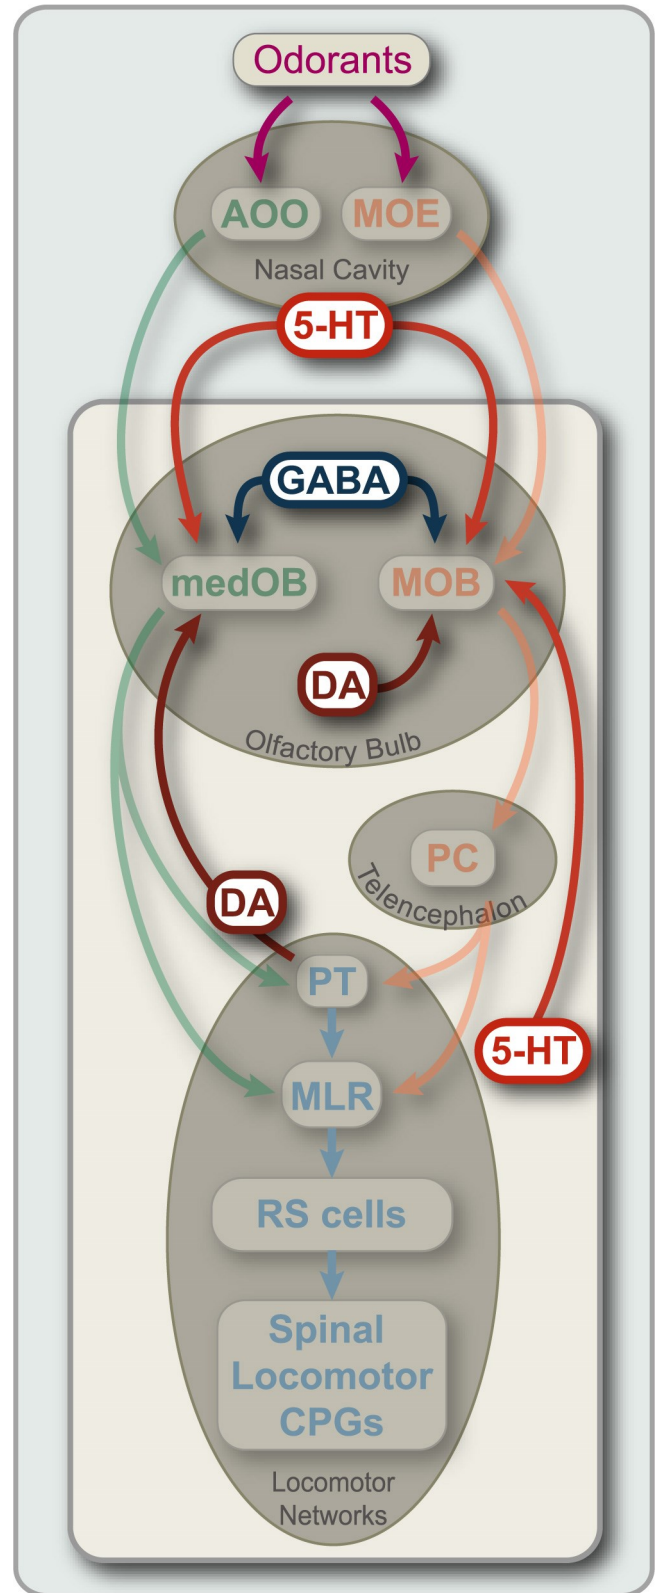 Odorants
AOO
MOE
Nasal Cavity
5-HT
GABA
medOB
MOB
DA
Olfactory Bulb
PC
Telencephalon
DA
PT
5-HT
MLR
RS cells
Spinal
Locomotor
CPGs
Locomotor
Networks